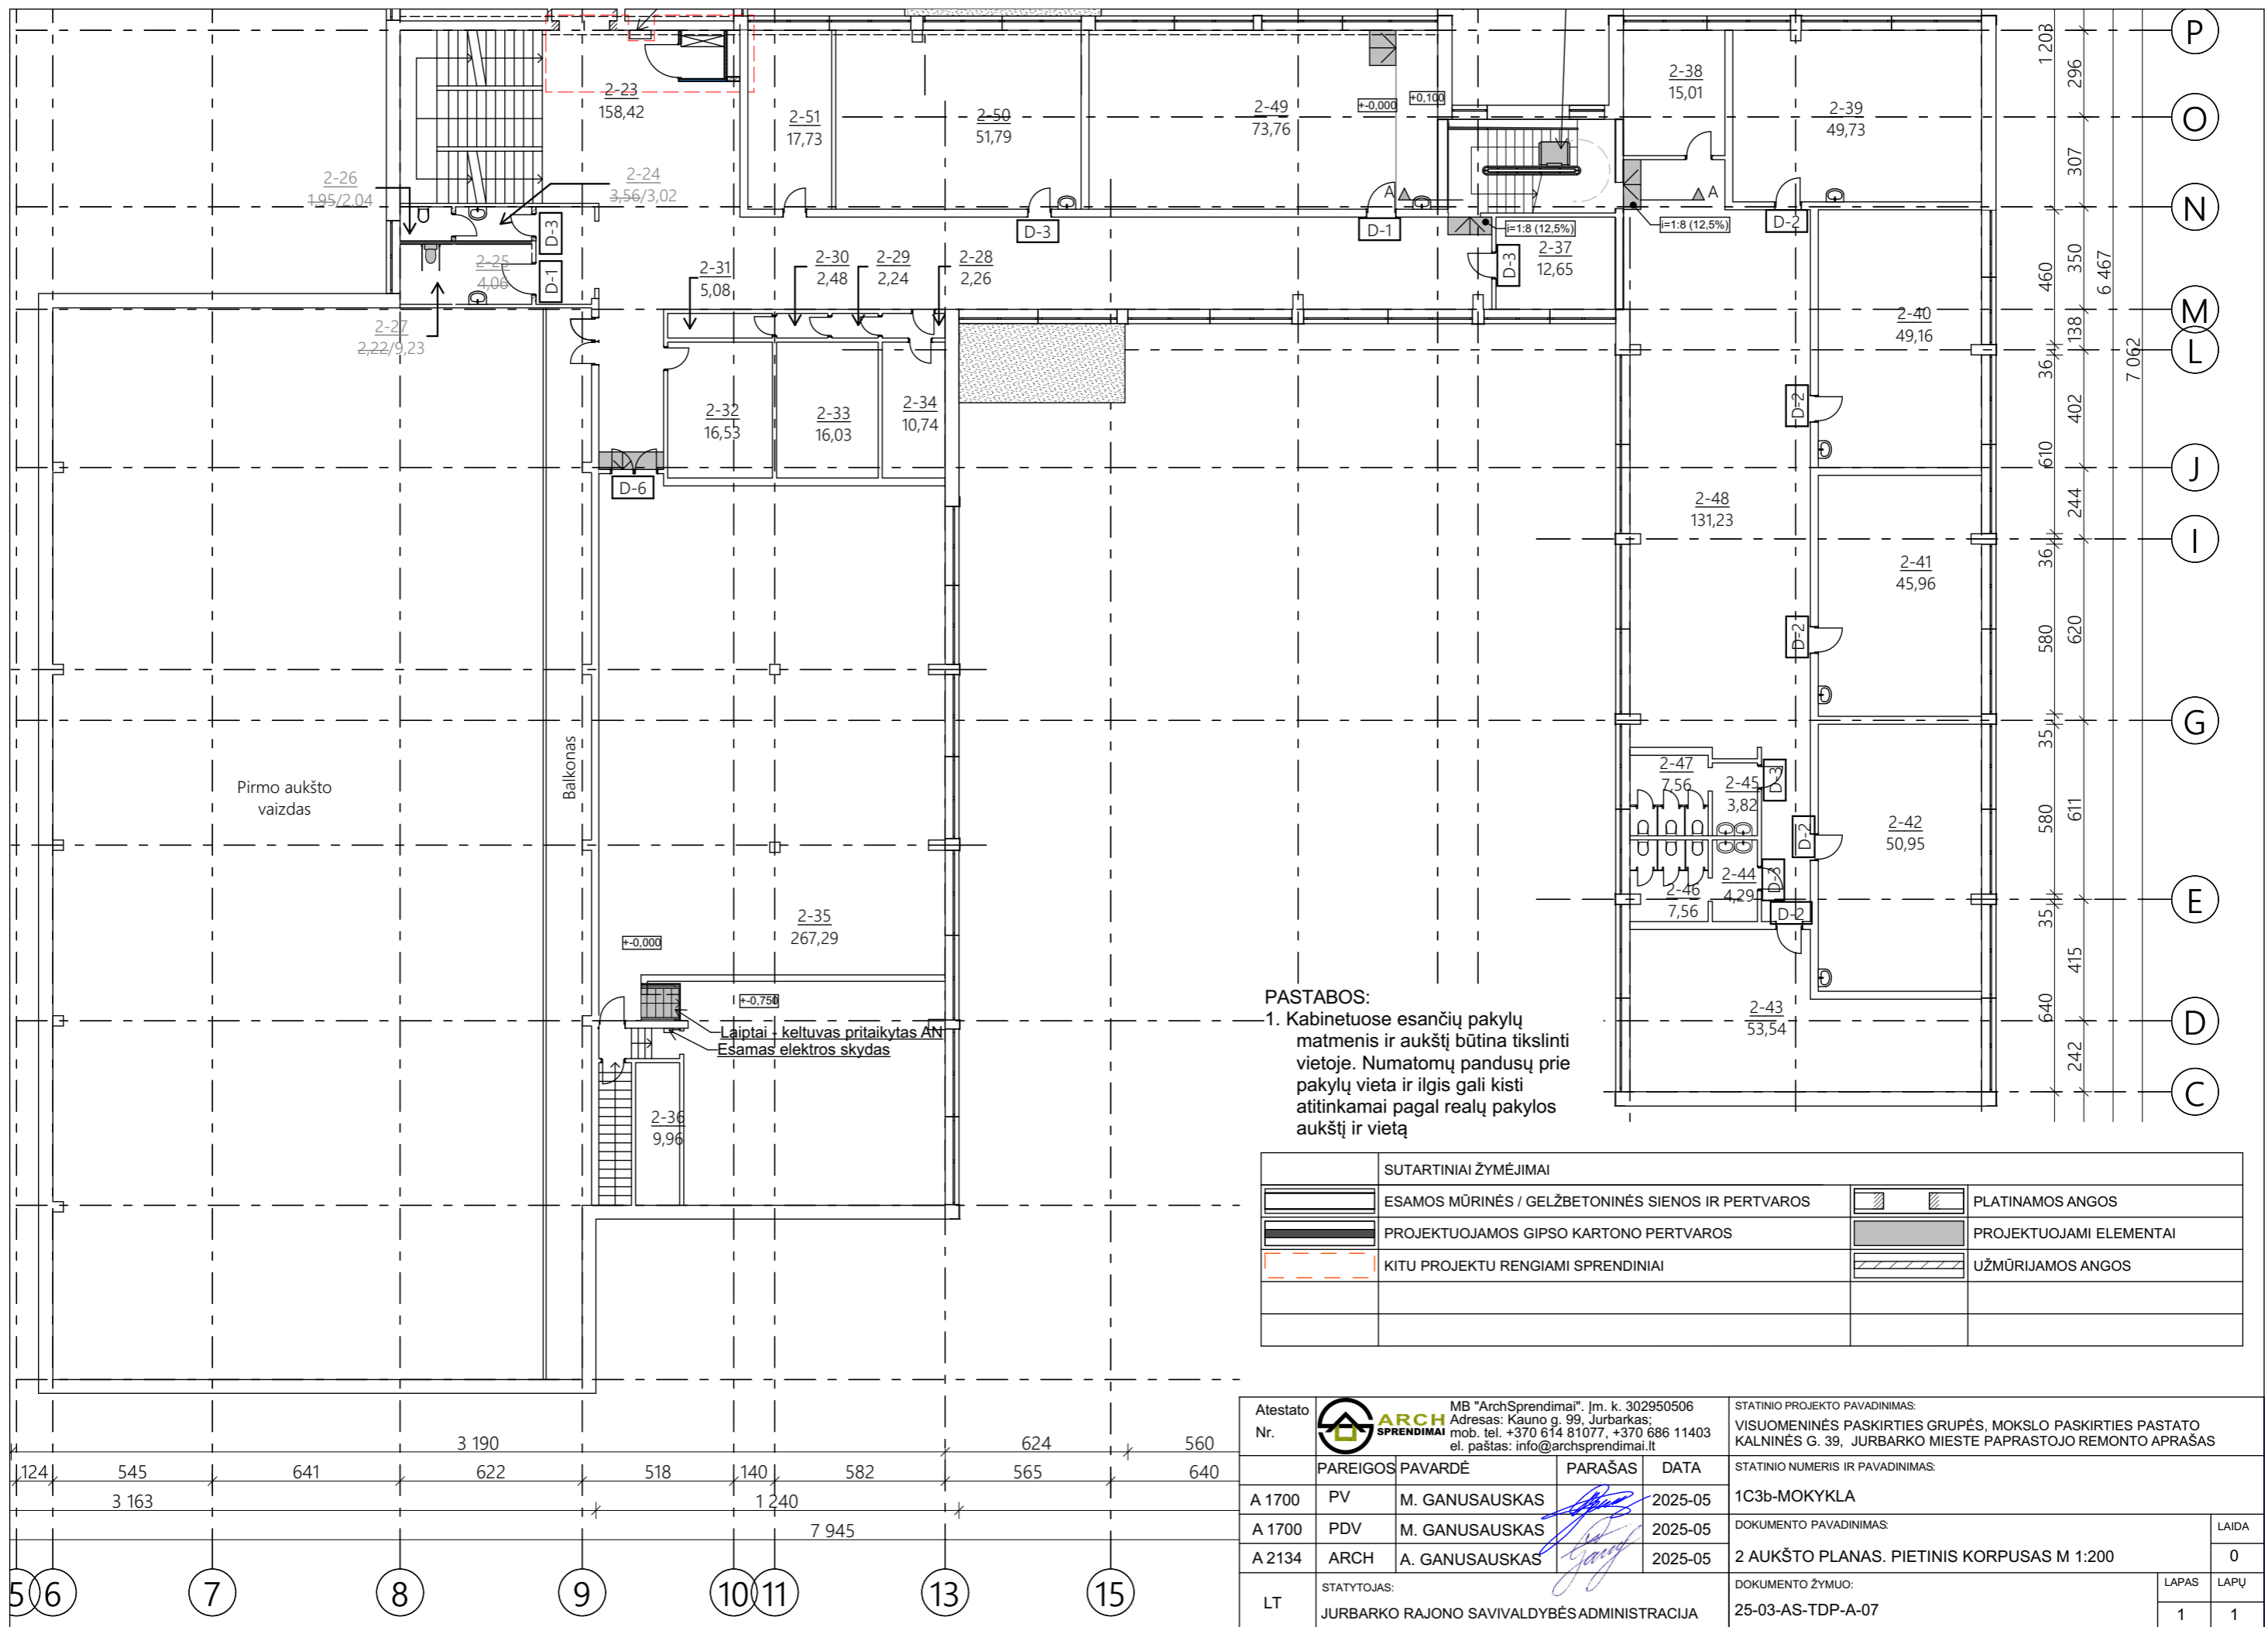 P
O
N
M
L
J
I
G
E
D
C
1 203
296
307
460
350
6 467
138
36
7 062
402
610
244
36
580
620
35
580
611
35
415
640
242
2-23
158,42
2-51
17,73
2-50
51,79
2-49
73,76
+-0,000
+0,100
2-38
15,01
2-39
49,73
2-26
1,95/2,04
2-24
3,56/3,02
2-25
4,06
2-27
2,22/9,23
D-3
D-1
2-31
5,08
2-30
2,48
2-29
2,24
2-28
2,26
D-3
D-1
A
A
i=1:8 (12,5%)
i=1:8 (12,5%)
D-2
D-3
2-37
12,65
2-40
49,16
2-32
16,53
2-33
16,03
2-34
10,74
D-2
D-6
2-48
131,23
2-41
45,96
D-2
Pirmo aukšto
vaizdas
Balkonas
2-47
7,56
2-45
3,82
D-3
D-2
2-42
50,95
2-46
7,56
2-44
4,29
D-3
D-2
2-35
267,29
+-0,000
+-0,750
Laiptai - keltuvas pritaikytas AN
Esamas elektros skydas
2-36
9,96
2-43
53,54
PASTABOS:
1. Kabinetuose esančių pakylų
matmenis ir aukštį būtina tikslinti
vietoje. Numatomų pandusų prie
pakylų vieta ir ilgis gali kisti
atitinkamai pagal realų pakylos
aukštį ir vietą
SUTARTINIAI ŽYMĖJIMAI
ESAMOS MŪRINĖS / GELŽBETONINĖS SIENOS IR PERTVAROS
PLATINAMOS ANGOS
PROJEKTUOJAMOS GIPSO KARTONO PERTVAROS
PROJEKTUOJAMI ELEMENTAI
KITU PROJEKTU RENGIAMI SPRENDINIAI
UŽMŪRIJAMOS ANGOS
3 190
624
560
124
545
641
622
518
140
582
565
640
3 163
1 240
7 945
5
6
7
8
9
10
11
13
15
Atestato
Nr.
ARCH
SPRENDIMAI
MB "ArchSprendimai". Įm. k. 302950506
Adresas: Kauno g. 99, Jurbarkas;
mob. tel. +370 614 81077, +370 686 11403
el. paštas: info@archsprendimai.lt
STATINIO PROJEKTO PAVADINIMAS:
VISUOMENINĖS PASKIRTIES GRUPĖS, MOKSLO PASKIRTIES PASTATO
KALNINĖS G. 39, JURBARKO MIESTE PAPRASTOJO REMONTO APRAŠAS
PAREIGOS PAVARDĖ PARAŠAS DATA
STATINIO NUMERIS IR PAVADINIMAS:
1C3b-MOKYKLA
A 1700 PV M. GANUSAUSKAS 2025-05
A 1700 PDV M. GANUSAUSKAS 2025-05
A 2134 ARCH A. GANUSAUSKAS 2025-05
DOKUMENTO PAVADINIMAS:
2 AUKŠTO PLANAS. PIETINIS KORPUSAS M 1:200
LAIDA
0
LT
STATYTOJAS:
JURBARKO RAJONO SAVIVALDYBĖS ADMINISTRACIJA
DOKUMENTO ŽYMUO:
25-03-AS-TDP-A-07
LAPAS
1
LAPŲ
1